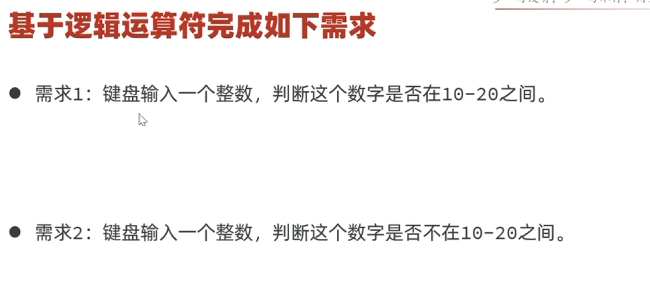 基于逻辑运算符完成如下需求
● 需求1：键盘输入一个整数，判断这个数字是否在10-20之间。
● 需求2：键盘输入一个整数，判断这个数字是否不在10-20之间。